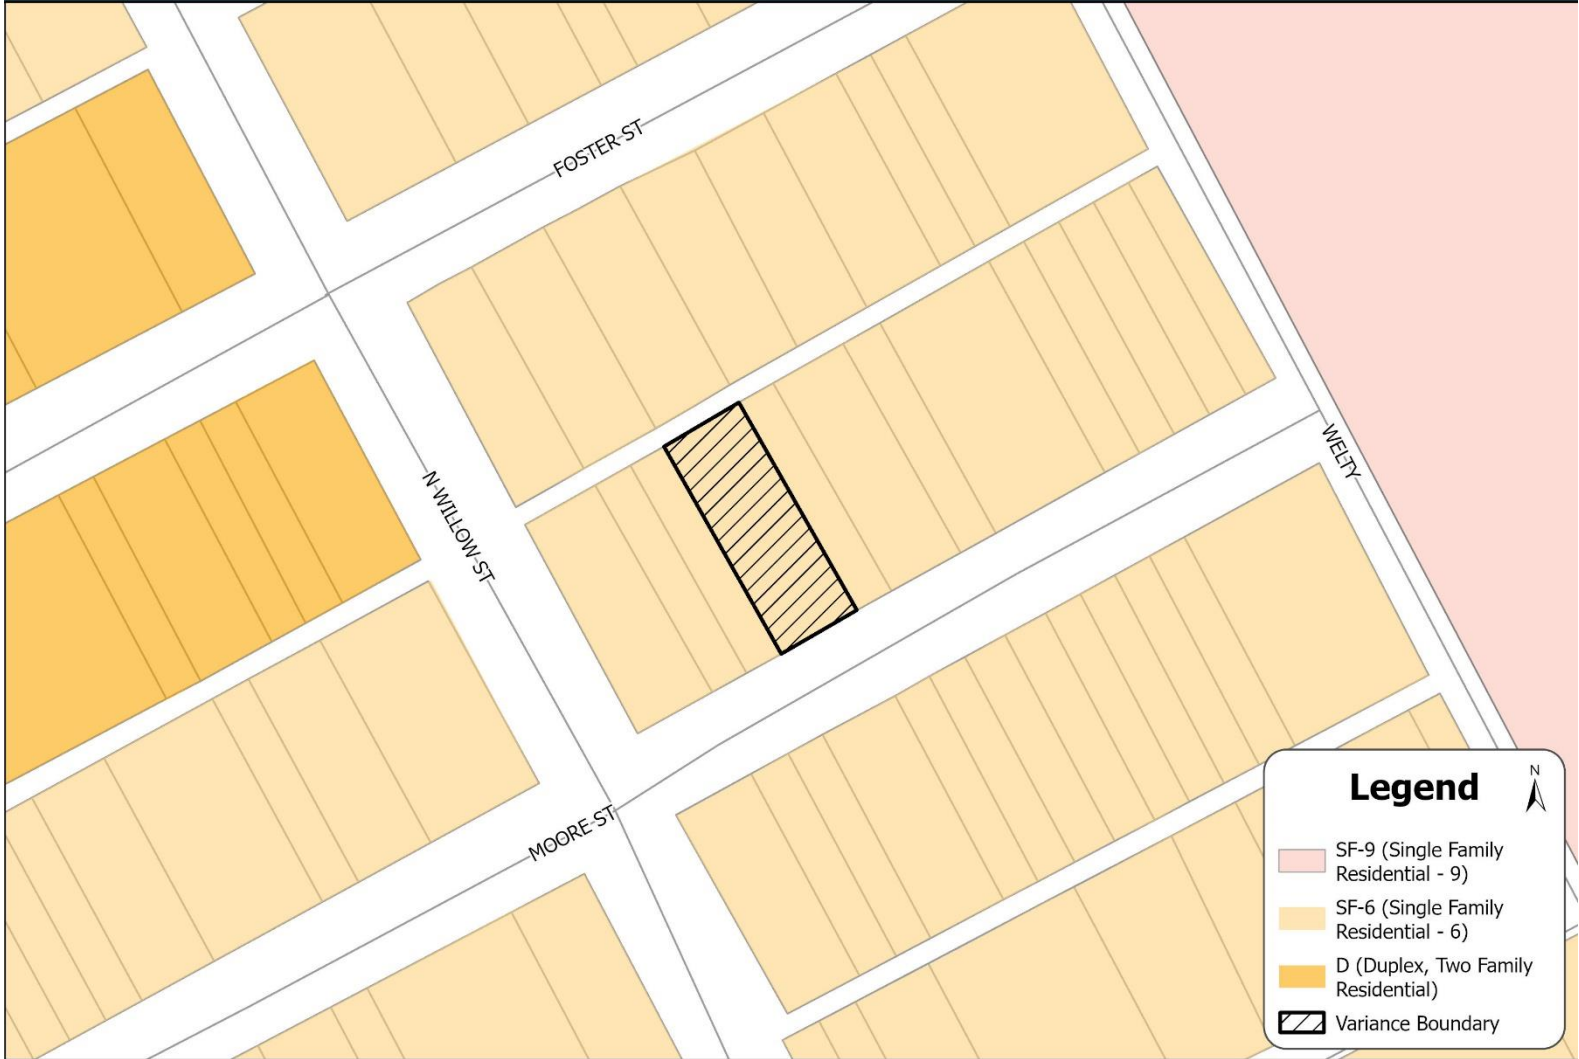 FOSTER ST
N WILLOW ST
WELTY
MOORE ST
Legend
N
SF-9 (Single Family
Residential - 9)
SF-6 (Single Family
Residential - 6)
D (Duplex, Two Family
Residential)
Variance Boundary